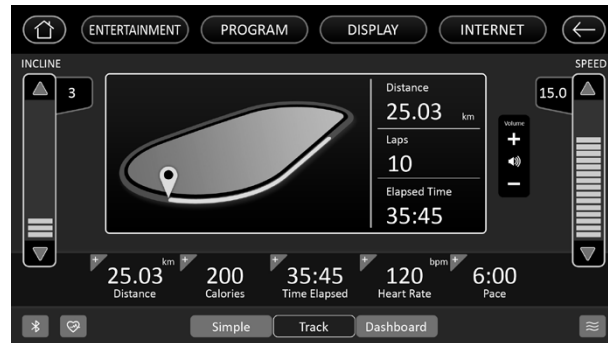 ENTERTAINMENT PROGRAM DISPLAY INTERNET
INCLINE SPEED
3 15.0
Distance
25.03 km
Laps
10
Elapsed Time
35:45
Volume
+
−
km bpm
25.03 200 35:45 120 6:00
Distance Calories Time Elapsed Heart Rate Pace
Simple Track Dashboard